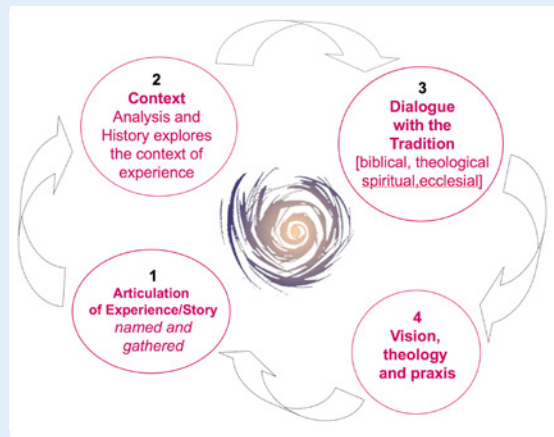 1
Articulation
of Experience/Story
named and
gathered
2
Context
Analysis and
History explores
the context of
experience
3
Dialogue
with the
Tradition
[biblical, theological
spiritual,ecclesial]
4
Vision,
theology
and praxis